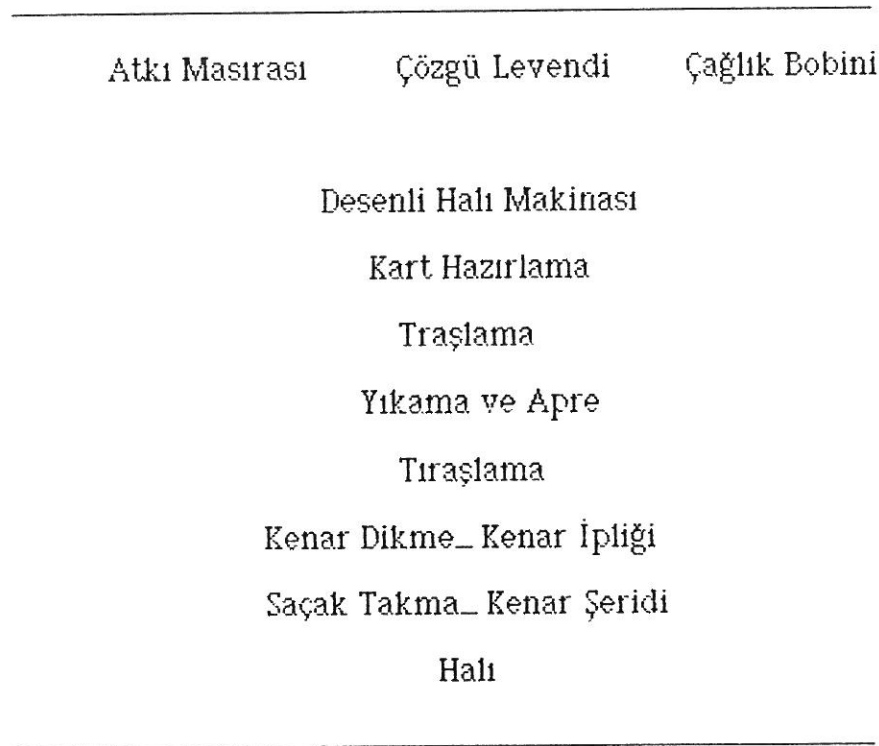 Atkı Masırası Çözgü Levendi Çağlık Bobini
Desenli Halı Makinası
Kart Hazırlama
Traşlama
Yıkama ve Apre
Tıraşlama
Kenar Dikme_ Kenar İpliği
Saçak Takma_ Kenar Şeridi
Halı